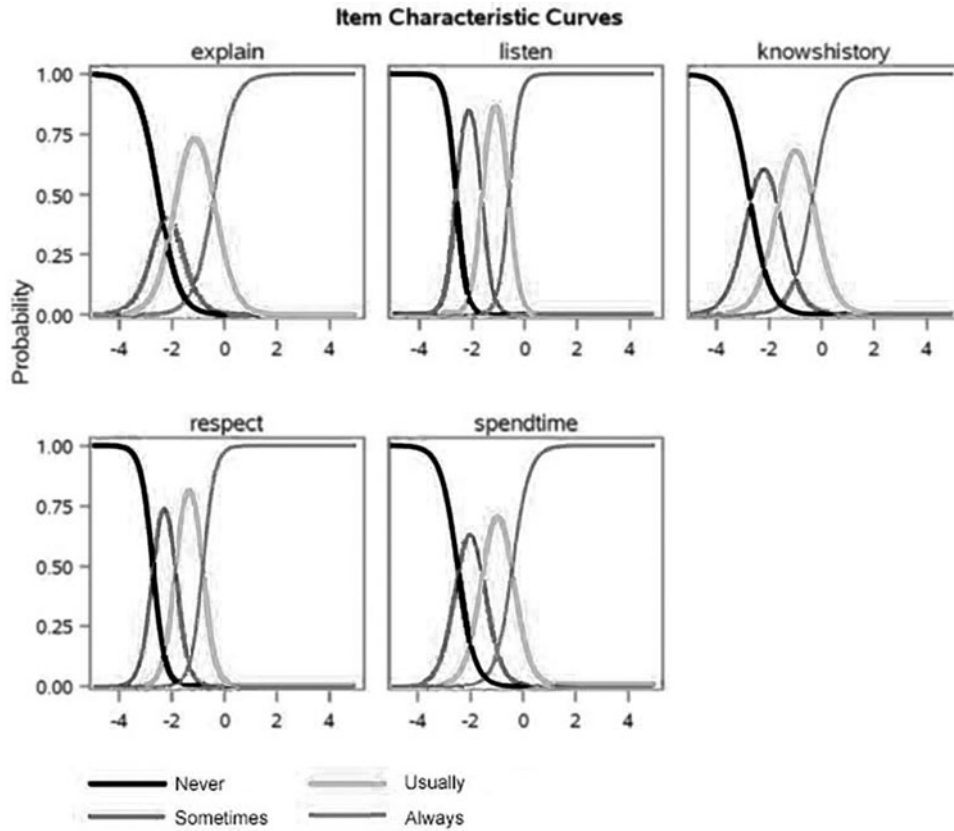 Item Characteristic Curves
explain listen knowshistory
1.00
0.75
0.50
0.25
0.00
Probability
-4 -2 0 2 4 -4 -2 0 2 4 -4 -2 0 2 4
respect spendtime
1.00
0.75
0.50
0.25
0.00
-4 -2 0 2 4 -4 -2 0 2 4
Never Usually
Sometimes Always